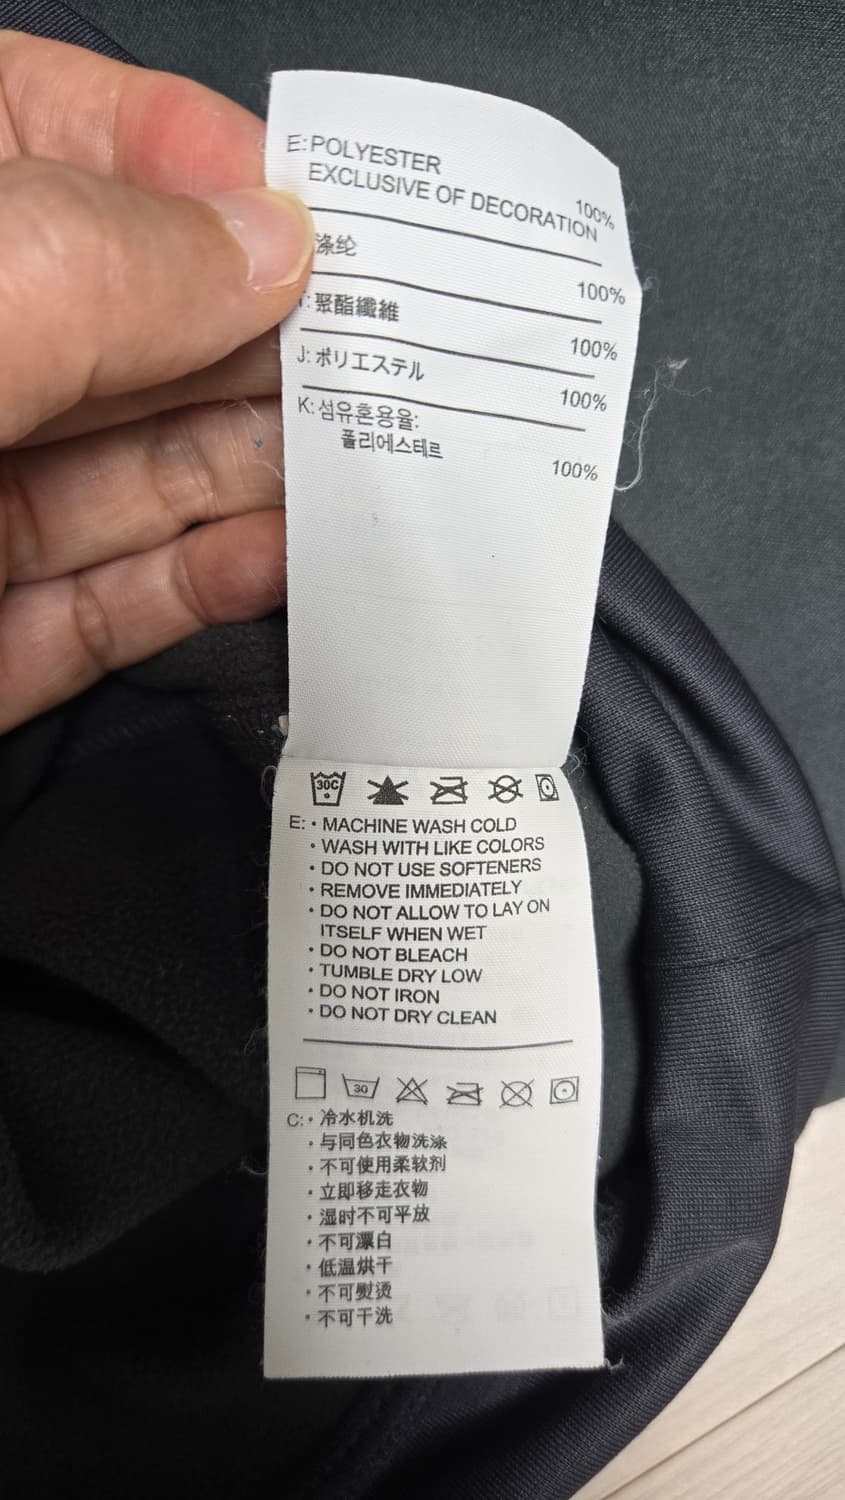 E: POLYESTER 100%
EXCLUSIVE OF DECORATION
涤纶 100%
: 聚酯纖維 100%
J: ポリエステル 100%
K: 섬유혼용율:
폴리에스테르 100%
30C
E: • MACHINE WASH COLD
• WASH WITH LIKE COLORS
• DO NOT USE SOFTENERS
• REMOVE IMMEDIATELY
• DO NOT ALLOW TO LAY ON
ITSELF WHEN WET
• DO NOT BLEACH
• TUMBLE DRY LOW
• DO NOT IRON
• DO NOT DRY CLEAN
30
C: • 冷水机洗
• 与同色衣物洗涤
• 不可使用柔软剂
• 立即移走衣物
• 湿时不可平放
• 不可漂白
• 低温烘干
• 不可熨烫
• 不可干洗